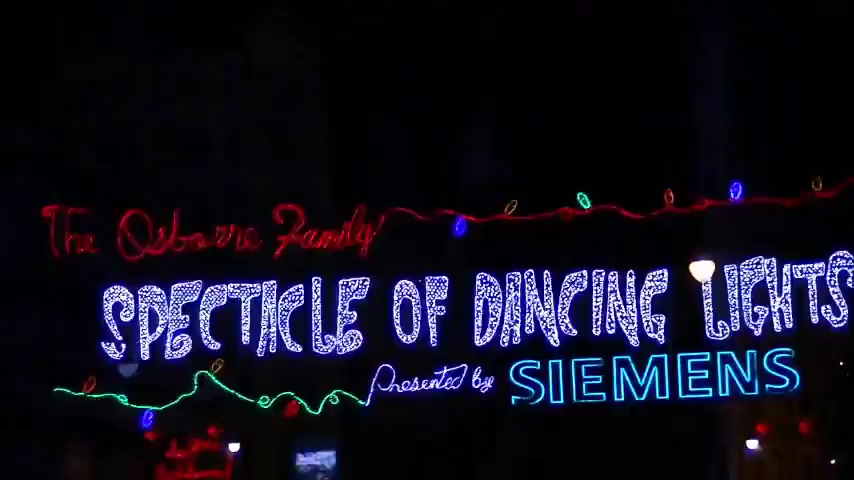 The Osborne Family
SPECTACLE OF DANCING LIGHTS
Presented by SIEMENS